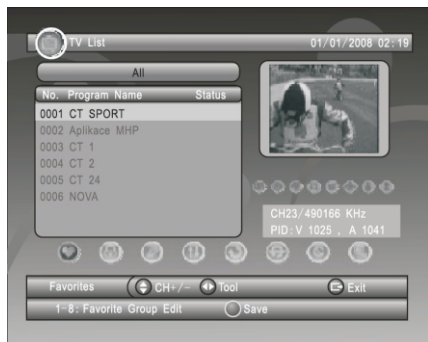 TV List 01/01/2008 02:19
All
No. Program Name Status
0001 CT SPORT
0002 Aplikace MHP
0003 CT 1
0004 CT 2
0005 CT 24
0006 NOVA
CH23/490166 KHz
PID:V 1025 , A 1041
Favorites CH+/- Tool Exit
1-8: Favorite Group Edit Save